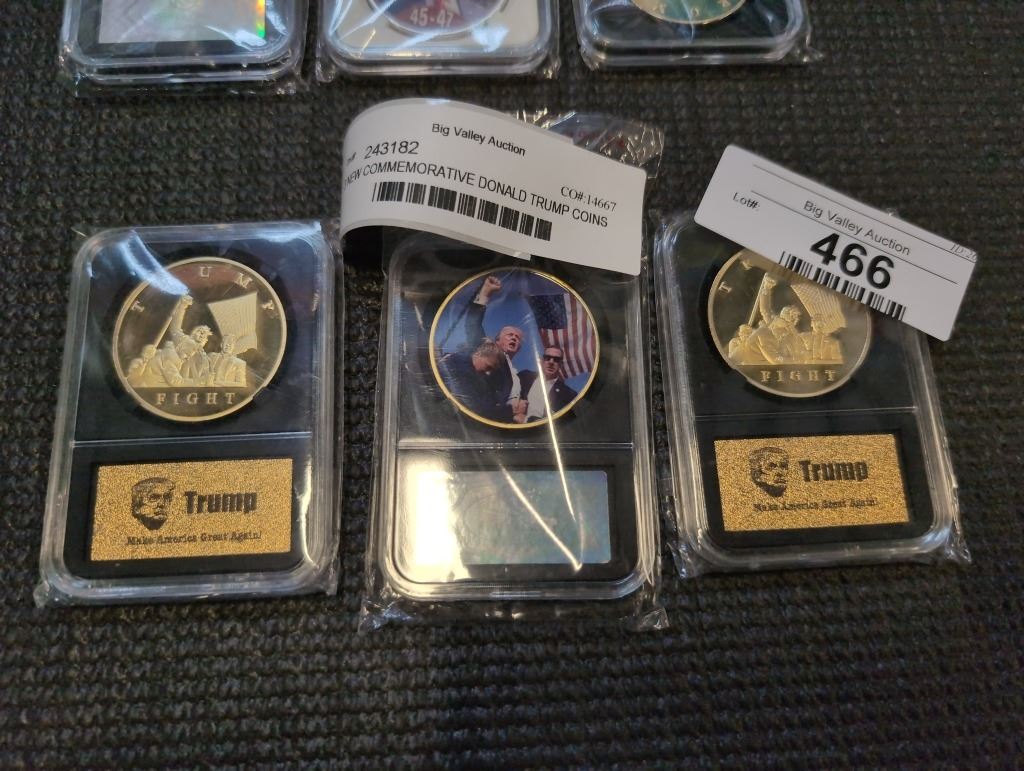 45-47
Big Valley Auction
243182
NEW COMMEMORATIVE DONALD TRUMP COINS
CO#:14667
Big Valley Auction
Lot#:
466
TRUMP
FIGHT
Trump
Make America Great Again!
T
FIGHT
Trump
Make America Great Again!